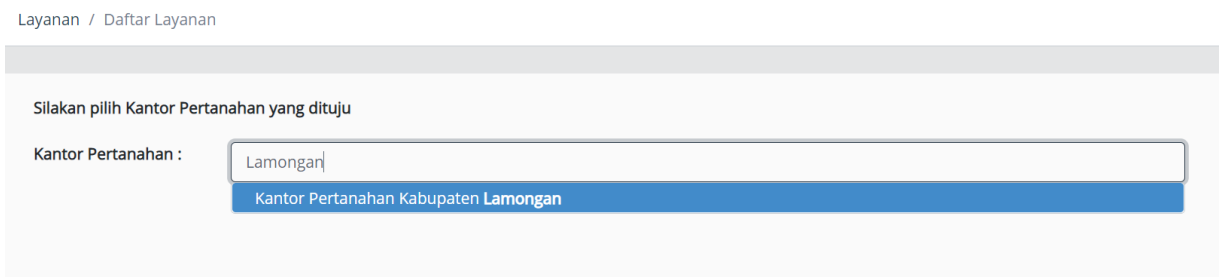 Layanan / Daftar Layanan
Silakan pilih Kantor Pertanahan yang dituju
Kantor Pertanahan : Lamongan
Kantor Pertanahan Kabupaten Lamongan